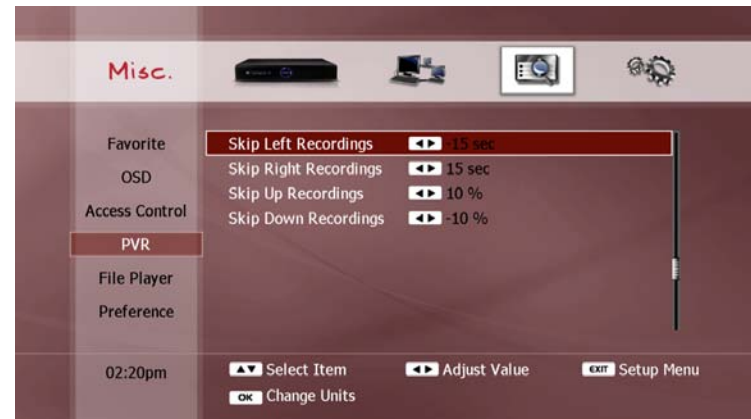 Misc.
Favorite
OSD
Access Control
PVR
File Player
Preference
Skip Left Recordings -15 sec
Skip Right Recordings 15 sec
Skip Up Recordings 10 %
Skip Down Recordings -10 %
02:20pm
Select Item Adjust Value EXIT Setup Menu
OK Change Units